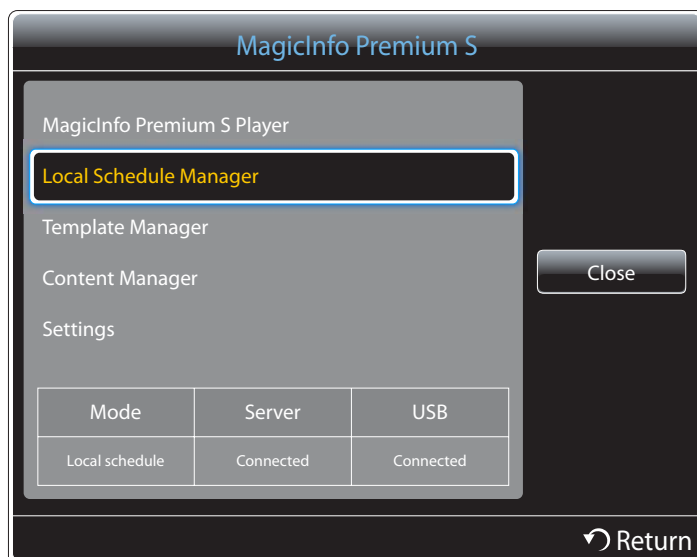 MagicInfo Premium S
MagicInfo Premium S Player
Local Schedule Manager
Template Manager
Content Manager
Close
Settings
Mode Server USB
Local schedule Connected Connected
Return